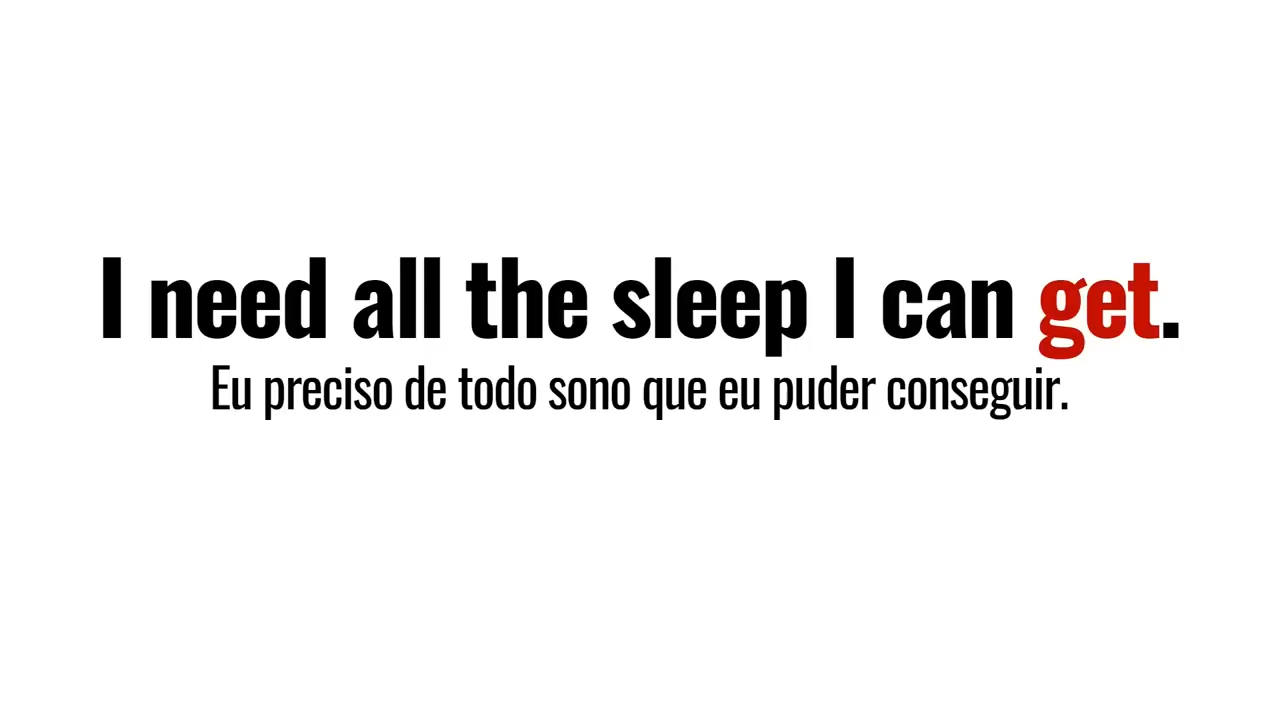 I need all the sleep I can get.
Eu preciso de todo sono que eu puder conseguir.